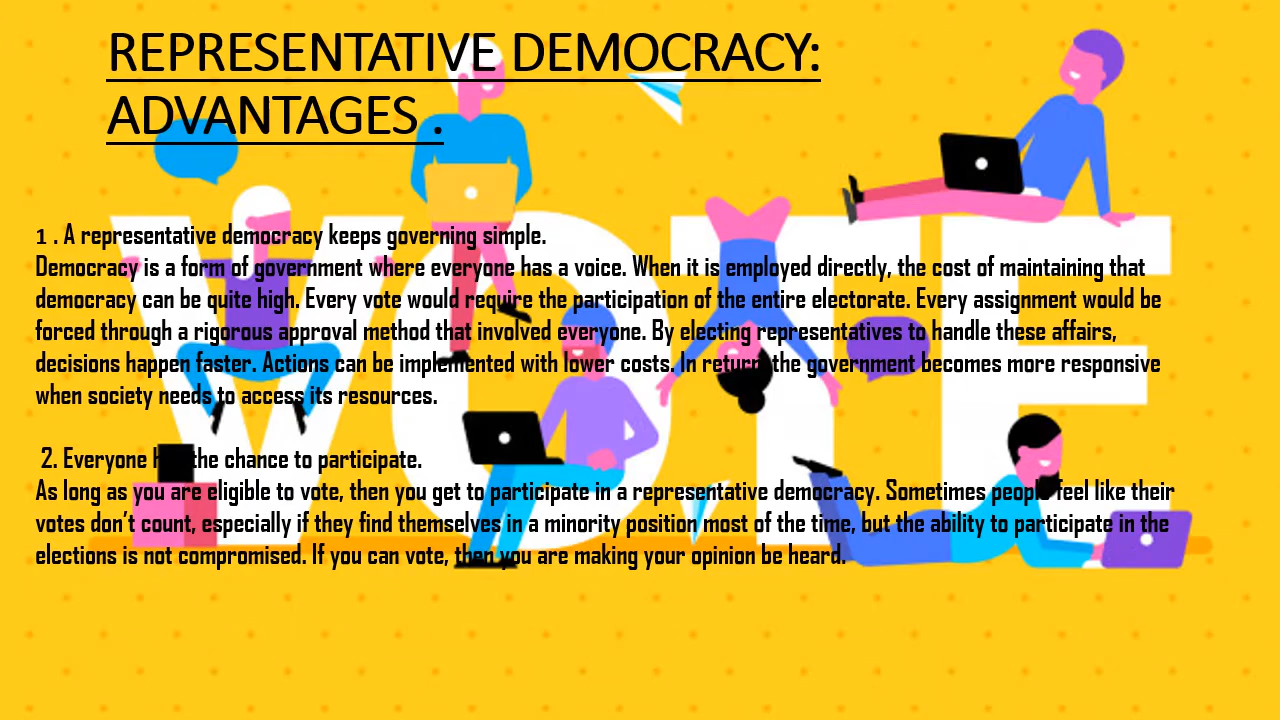 REPRESENTATIVE DEMOCRACY:
ADVANTAGES .
VOTE
1 . A representative democracy keeps governing simple.
Democracy is a form of government where everyone has a voice. When it is employed directly, the cost of maintaining that
democracy can be quite high. Every vote would require the participation of the entire electorate. Every assignment would be
forced through a rigorous approval method that involved everyone. By electing representatives to handle these affairs,
decisions happen faster. Actions can be implemented with lower costs. In return, the government becomes more responsive
when society needs to access its resources.
2. Everyone has the chance to participate.
As long as you are eligible to vote, then you get to participate in a representative democracy. Sometimes people feel like their
votes don’t count, especially if they find themselves in a minority position most of the time, but the ability to participate in the
elections is not compromised. If you can vote, then you are making your opinion be heard.